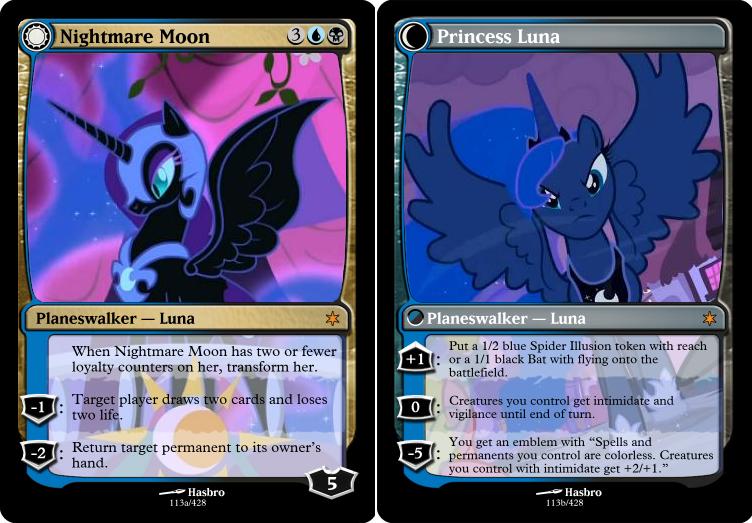 Nightmare Moon 3
Planeswalker — Luna
When Nightmare Moon has two or fewer
loyalty counters on her, transform her.
-1: Target player draws two cards and loses
two life.
-2: Return target permanent to its owner's
hand.
5
Hasbro
113a/428
Princess Luna
Planeswalker — Luna
+1: Put a 1/2 blue Spider Illusion token with reach
or a 1/1 black Bat with flying onto the
battlefield.
0: Creatures you control get intimidate and
vigilance until end of turn.
-5: You get an emblem with “Spells and
permanents you control are colorless. Creatures
you control with intimidate get +2/+1.”
Hasbro
113b/428